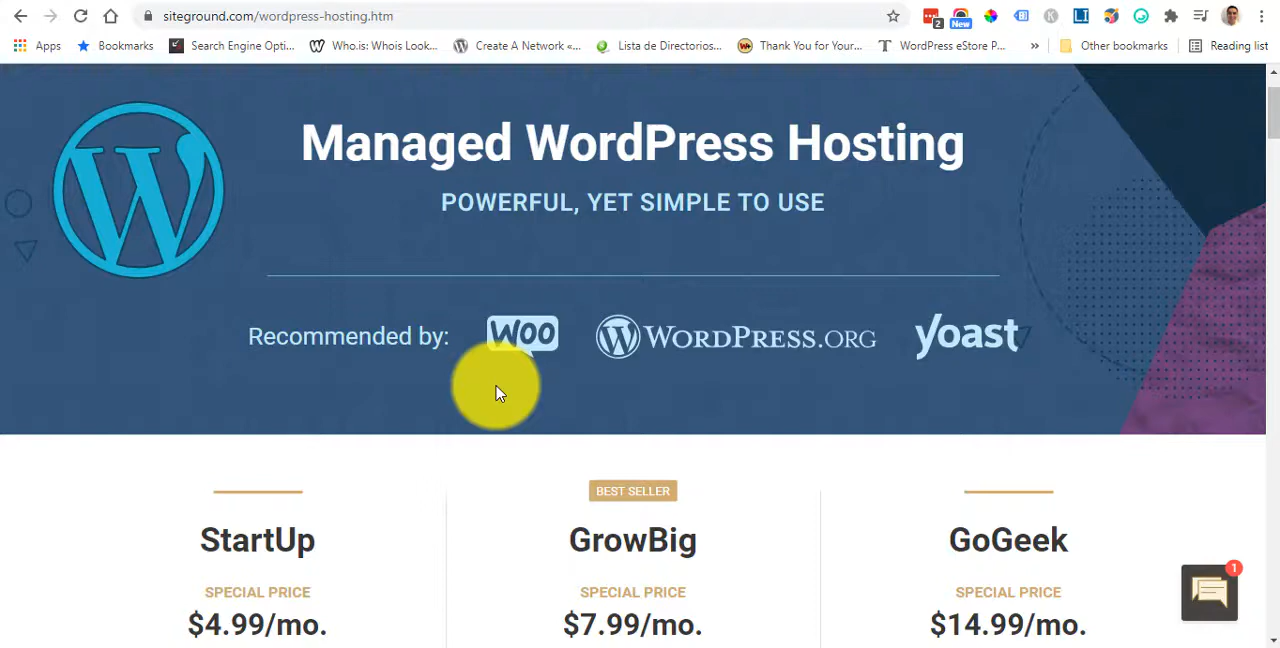 siteground.com/wordpress-hosting.htm
2
New
Apps
Bookmarks
Search Engine Opti...
Who.is: Whois Look...
Create A Network «...
Lista de Directorios...
Thank You for Your...
WordPress eStore P...
»
Other bookmarks
Reading list
Managed WordPress Hosting
POWERFUL, YET SIMPLE TO USE
Recommended by:
WOO
WORDPRESS.ORG
yoast
BEST SELLER
StartUp
GrowBig
GoGeek
SPECIAL PRICE
SPECIAL PRICE
SPECIAL PRICE
$4.99/mo.
$7.99/mo.
$14.99/mo.
1